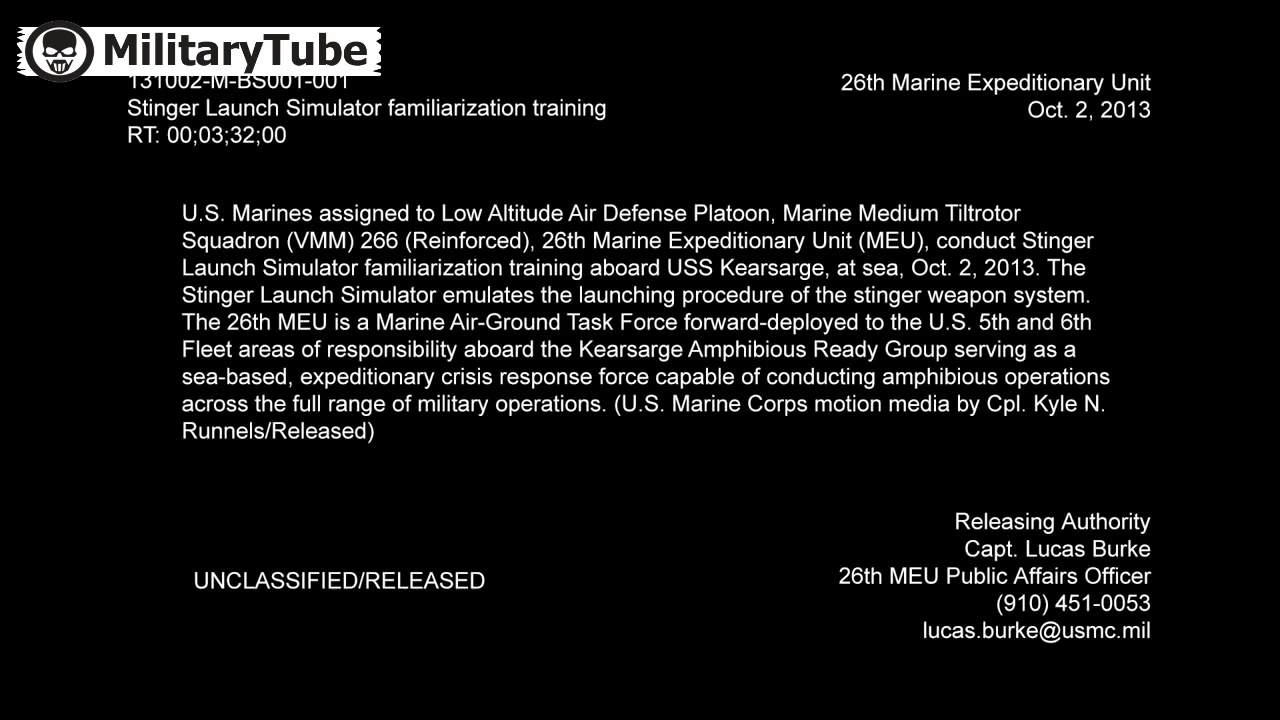 MilitaryTube
131002-M-BS001-001
Stinger Launch Simulator familiarization training
RT: 00;03;32;00
26th Marine Expeditionary Unit
Oct. 2, 2013
U.S. Marines assigned to Low Altitude Air Defense Platoon, Marine Medium Tiltrotor
Squadron (VMM) 266 (Reinforced), 26th Marine Expeditionary Unit (MEU), conduct Stinger
Launch Simulator familiarization training aboard USS Kearsarge, at sea, Oct. 2, 2013. The
Stinger Launch Simulator emulates the launching procedure of the stinger weapon system.
The 26th MEU is a Marine Air-Ground Task Force forward-deployed to the U.S. 5th and 6th
Fleet areas of responsibility aboard the Kearsarge Amphibious Ready Group serving as a
sea-based, expeditionary crisis response force capable of conducting amphibious operations
across the full range of military operations. (U.S. Marine Corps motion media by Cpl. Kyle N.
Runnels/Released)
UNCLASSIFIED/RELEASED
Releasing Authority
Capt. Lucas Burke
26th MEU Public Affairs Officer
(910) 451-0053
lucas.burke@usmc.mil